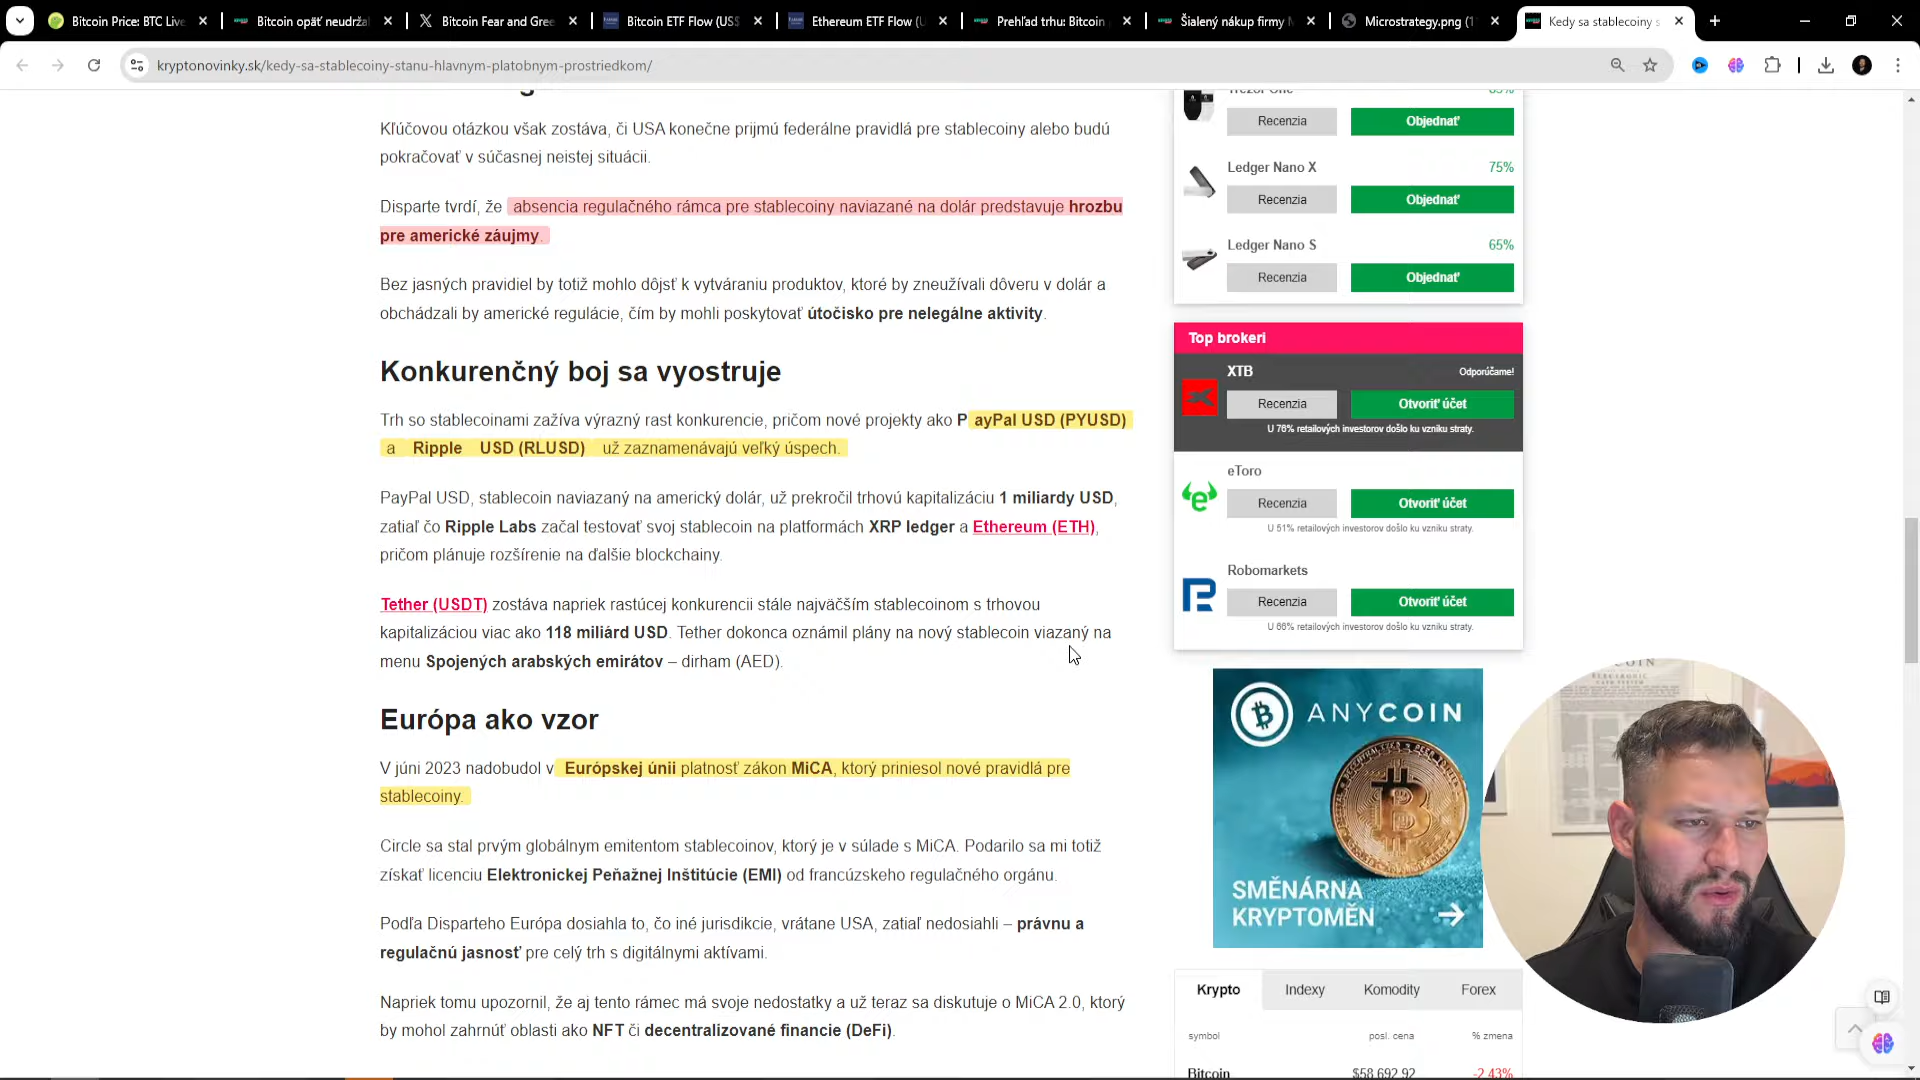 Bitcoin Price: BTC Live
Bitcoin opäť neudržal
Bitcoin Fear and Gree
Bitcoin ETF Flow (US$
Ethereum ETF Flow (U
Prehľad trhu: Bitcoin
Šialený nákup firmy M
Microstrategy.png (1
Kedy sa stablecoiny s
kryptonovinky.sk/kedy-sa-stablecoiny-stanu-hlavnym-platobnym-prostriedkom/
Kľúčovou otázkou však zostáva, či USA konečne prijmú federálne pravidlá pre stablecoiny alebo budú
pokračovať v súčasnej neistej situácii.
Disparte tvrdí, že absencia regulačného rámca pre stablecoiny naviazané na dolár predstavuje hrozbu
pre americké záujmy.
Bez jasných pravidiel by totiž mohlo dôjsť k vytváraniu produktov, ktoré by zneužívali dôveru v dolár a
obchádzali by americké regulácie, čím by mohli poskytovať útočisko pre nelegálne aktivity.
Konkurenčný boj sa vyostruje
Trh so stablecoinami zažíva výrazný rast konkurencie, pričom nové projekty ako PayPal USD (PYUSD)
a Ripple USD (RLUSD) už zaznamenávajú veľký úspech.
PayPal USD, stablecoin naviazaný na americký dolár, už prekročil trhovú kapitalizáciu 1 miliardy USD,
zatiaľ čo Ripple Labs začal testovať svoj stablecoin na platformách XRP ledger a Ethereum (ETH),
pričom plánuje rozšírenie na ďalšie blockchainy.
Tether (USDT) zostáva napriek rastúcej konkurencii stále najväčším stablecoinom s trhovou
kapitalizáciou viac ako 118 miliárd USD. Tether dokonca oznámil plány na nový stablecoin viazaný na
menu Spojených arabských emirátov – dirham (AED).
Európa ako vzor
V júni 2023 nadobudol v Európskej únii platnosť zákon MiCA, ktorý priniesol nové pravidlá pre
stablecoiny.
Circle sa stal prvým globálnym emitentom stablecoinov, ktorý je v súlade s MiCA. Podarilo sa mi totiž
získať licenciu Elektronickej Peňažnej Inštitúcie (EMI) od francúzskeho regulačného orgánu.
Podľa Disparteho Európa dosiahla to, čo iné jurisdikcie, vrátane USA, zatiaľ nedosiahli – právnu a
regulačnú jasnosť pre celý trh s digitálnymi aktívami.
Napriek tomu upozornil, že aj tento rámec má svoje nedostatky a už teraz sa diskutuje o MiCA 2.0, ktorý
by mohol zahrnúť oblasti ako NFT či decentralizované financie (DeFi).
Trezor One
Recenzia
Objednať
Ledger Nano X
75%
Recenzia
Objednať
Ledger Nano S
65%
Recenzia
Objednať
Top brokeri
XTB
Odporúčame!
Recenzia
Otvoriť účet
U 76% retailových investorov došlo ku vzniku straty.
eToro
Recenzia
Otvoriť účet
U 51% retailových investorov došlo ku vzniku straty.
Robomarkets
Recenzia
Otvoriť účet
U 66% retailových investorov došlo ku vzniku straty.
ANYCOIN
SMĚNÁRNA
KRYPTOMĚN
Krypto Indexy Komodity Forex
symbol posl. cena % zmena
Bitcoin $58 692.92 -2.43%